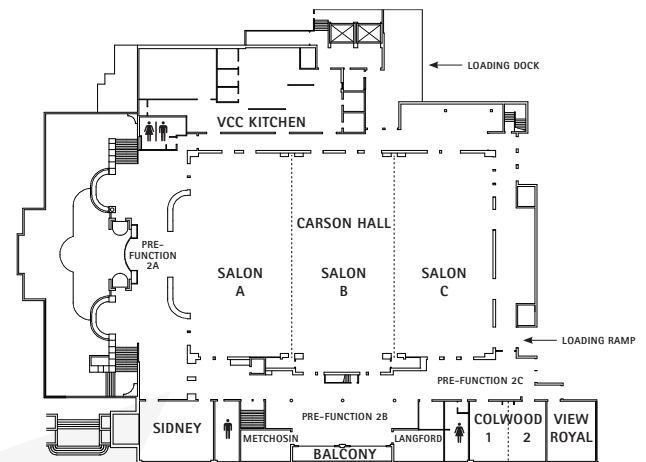 LOADING DOCK
VCC KITCHEN
CARSON HALL
PRE-
FUNCTION
2A
SALON
A
SALON
B
SALON
C
LOADING RAMP
PRE-FUNCTION 2C
PRE-FUNCTION 2B
SIDNEY
METCHOSIN
LANGFORD
BALCONY
COLWOOD
1
2
VIEW
ROYAL